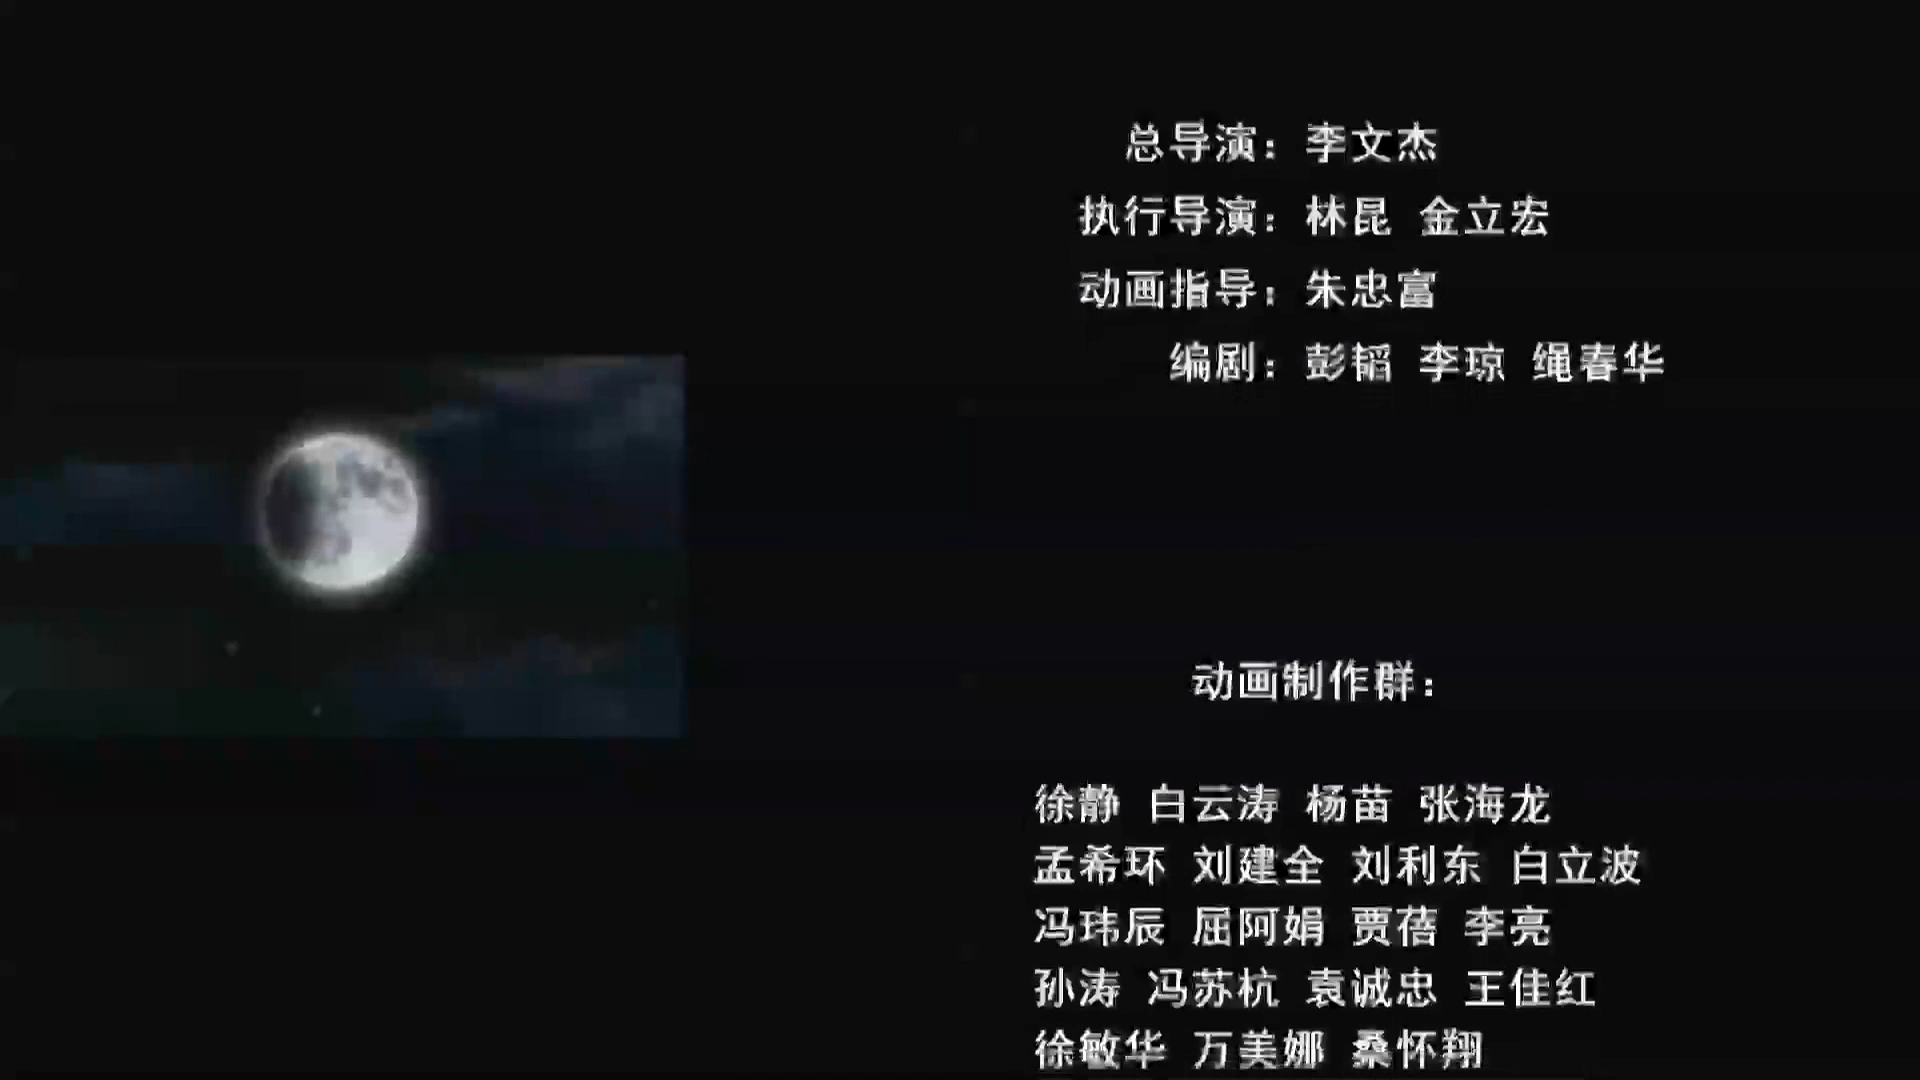 总导演：李文杰
执行导演：林昆 金立宏
动画指导：朱忠富
编剧：彭韬 李琼 绳春华
动画制作群：
徐静 白云涛 杨苗 张海龙
孟希环 刘建全 刘利东 白立波
冯玮辰 屈阿娟 贾蓓 李亮
孙涛 冯苏杭 袁诚忠 王佳红
徐敏华 万美娜 桑怀翔